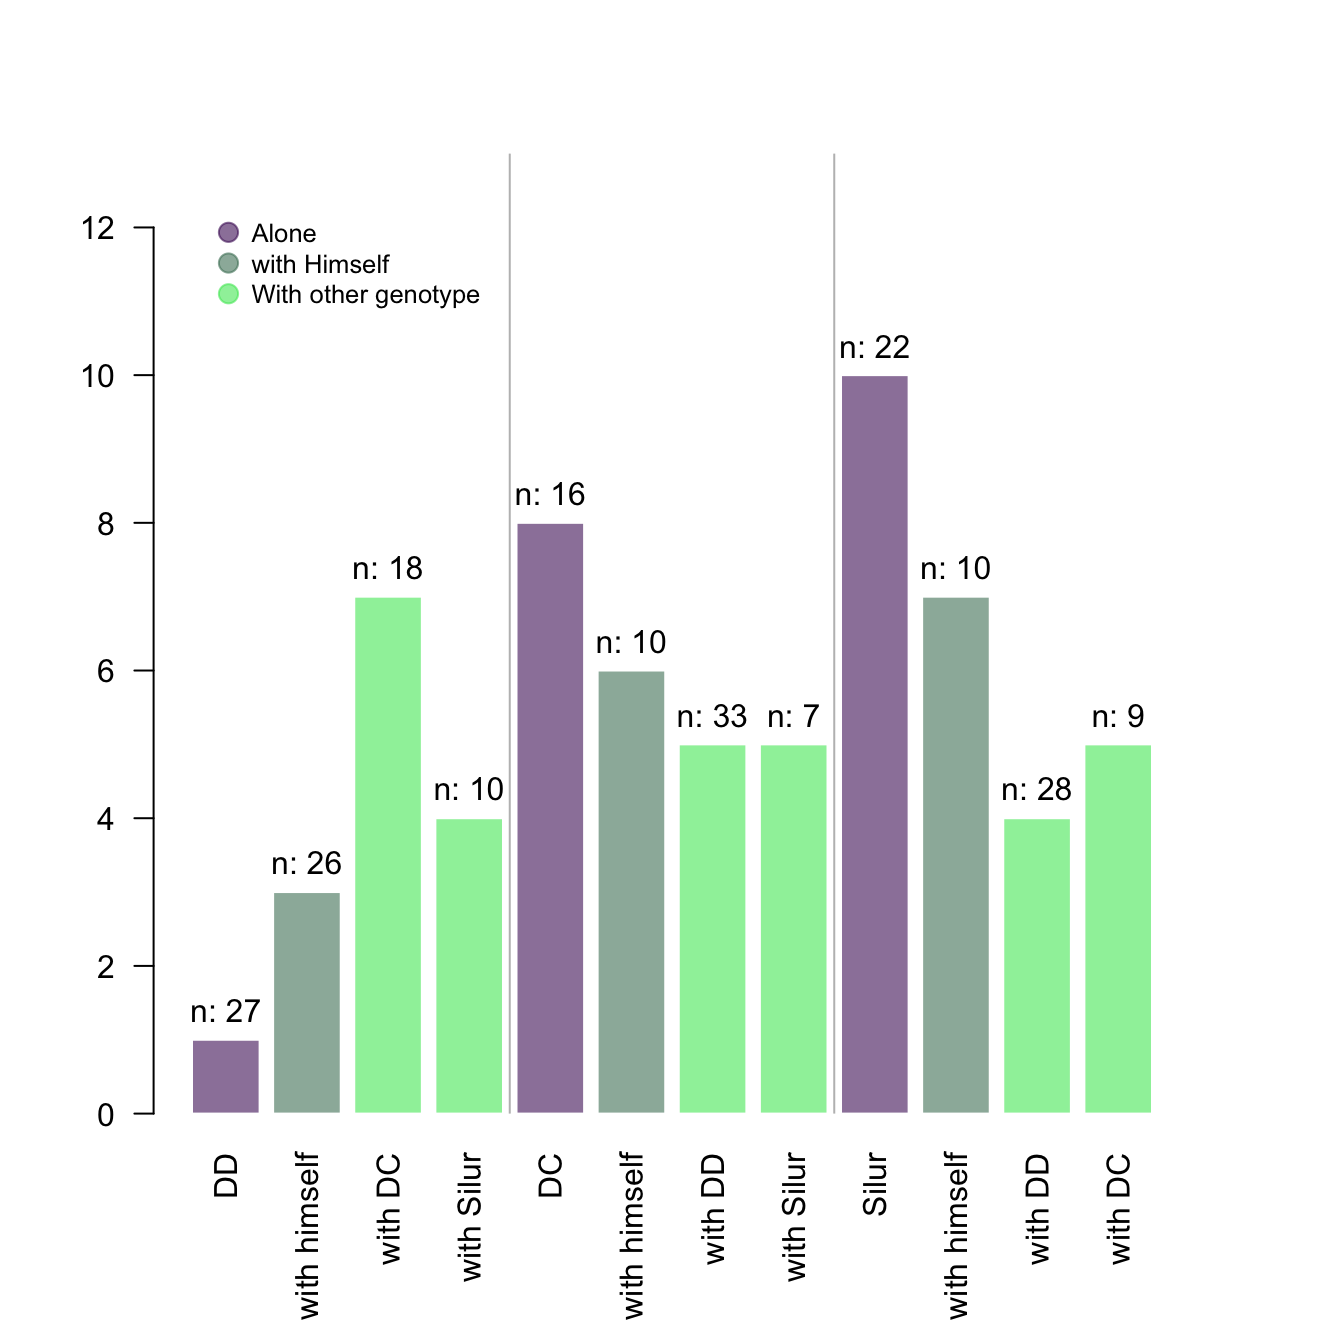 12
10
8
6
4
2
0
Alone
with Himself
With other genotype
n: 27
n: 26
n: 18
n: 10
n: 16
n: 10
n: 33
n: 7
n: 22
n: 10
n: 28
n: 9
DD
with himself
with DC
with Silur
DC
with himself
with DD
with Silur
Silur
with himself
with DD
with DC